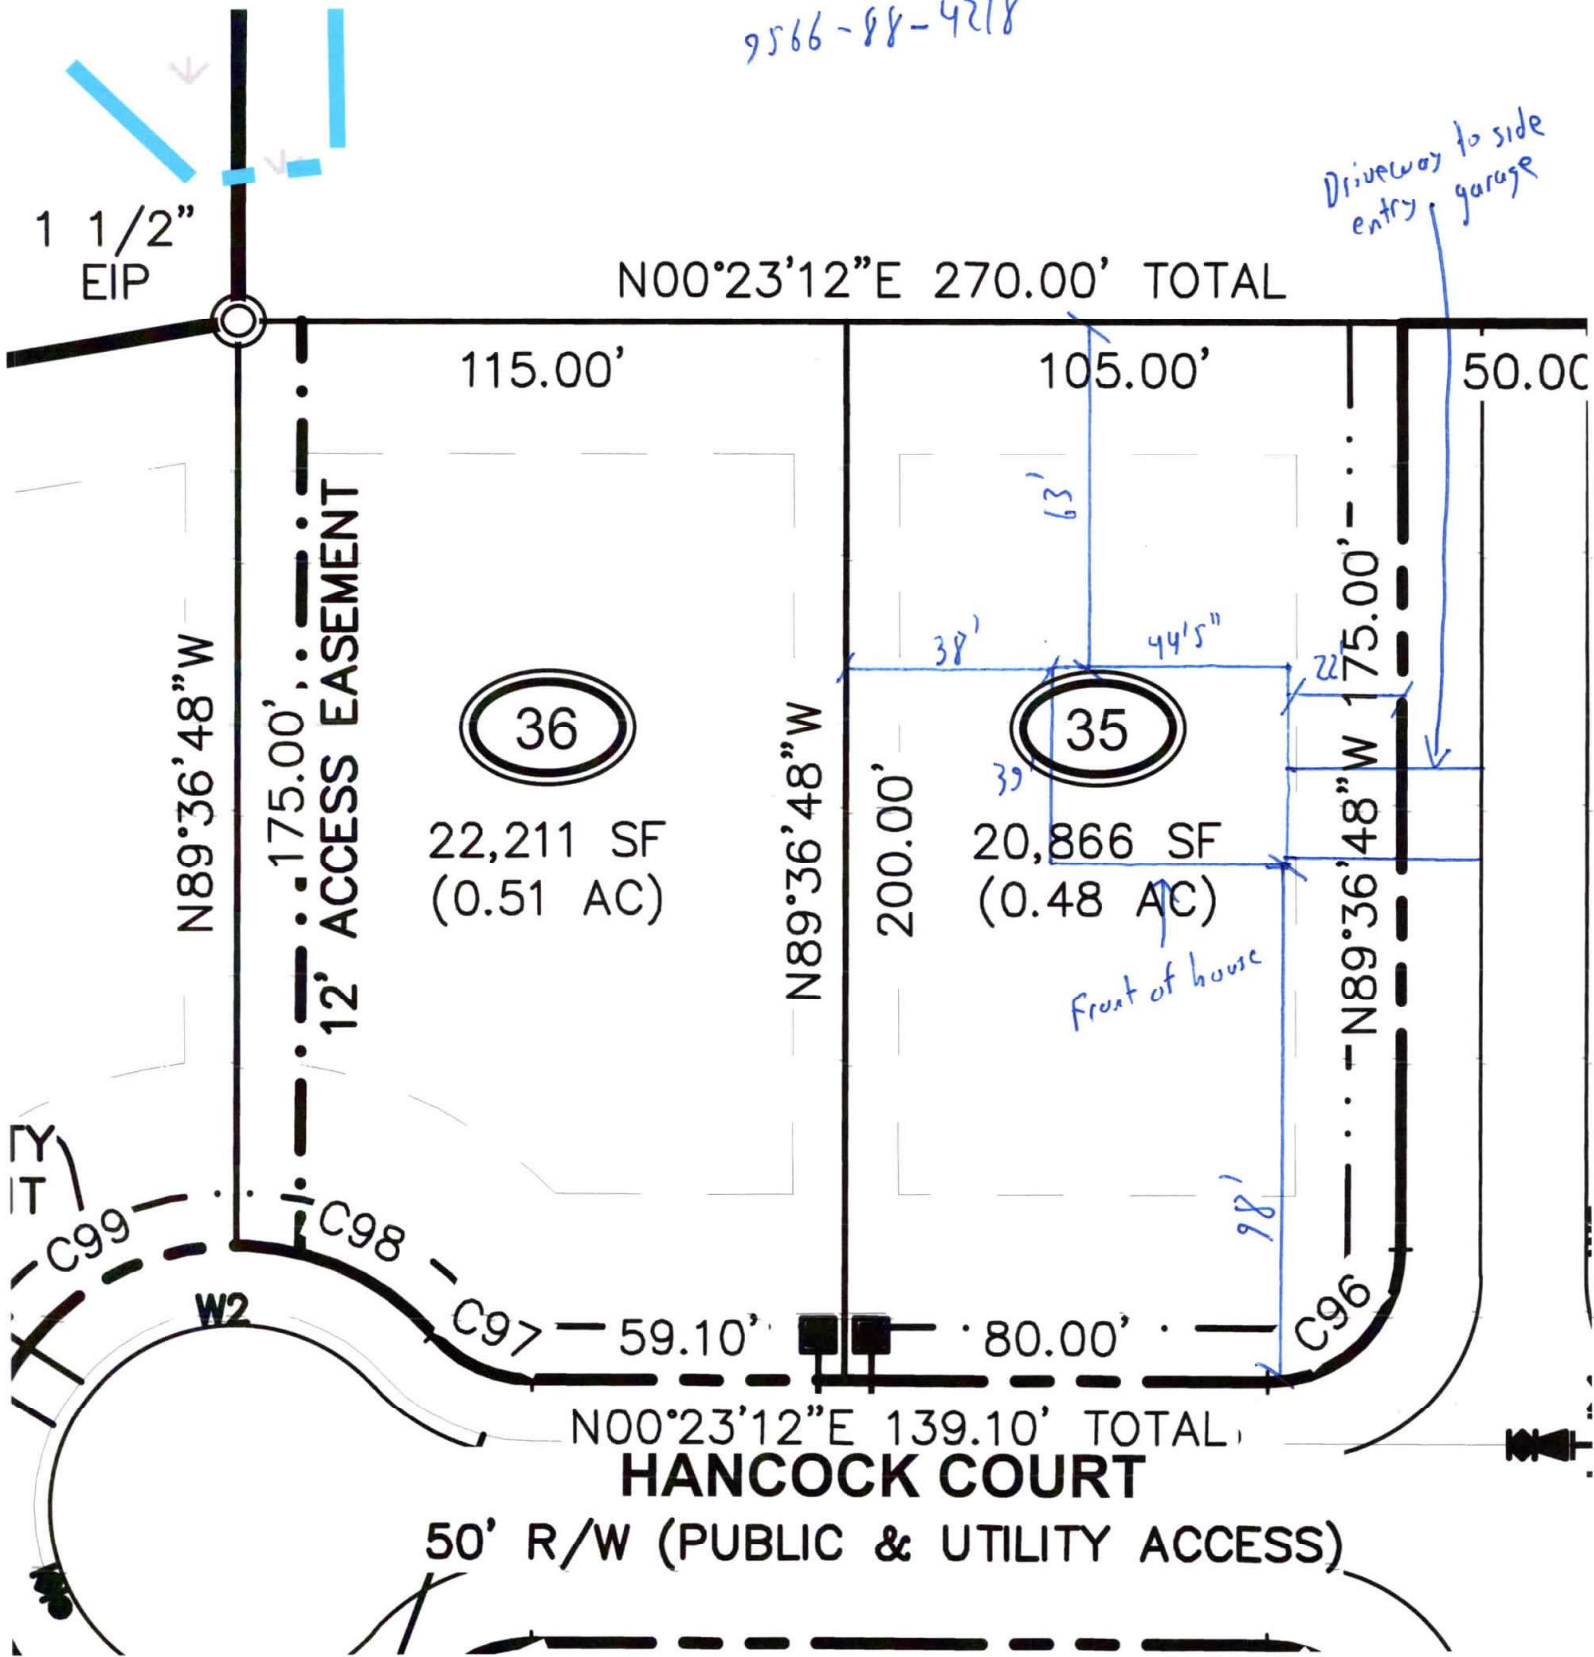 9566-88-4218
Driveway to side
entry garage
1 1/2"
EIP
N00°23'12"E 270.00' TOTAL
115.00'
105.00'
50.00
63'
12' ACCESS EASEMENT
N89°36'48"W
175.00'
38'
44'5"
22'
N89°36'48"W 175.00'
36
35
39'
N89°36'48"W
200.00'
22,211 SF
(0.51 AC)
20,866 SF
(0.48 AC)
Front of house
98'
TY
IT
C99
C98
W2
C97
59.10'
80.00'
C96
N00°23'12"E 139.10' TOTAL
HANCOCK COURT
50' R/W (PUBLIC & UTILITY ACCESS)